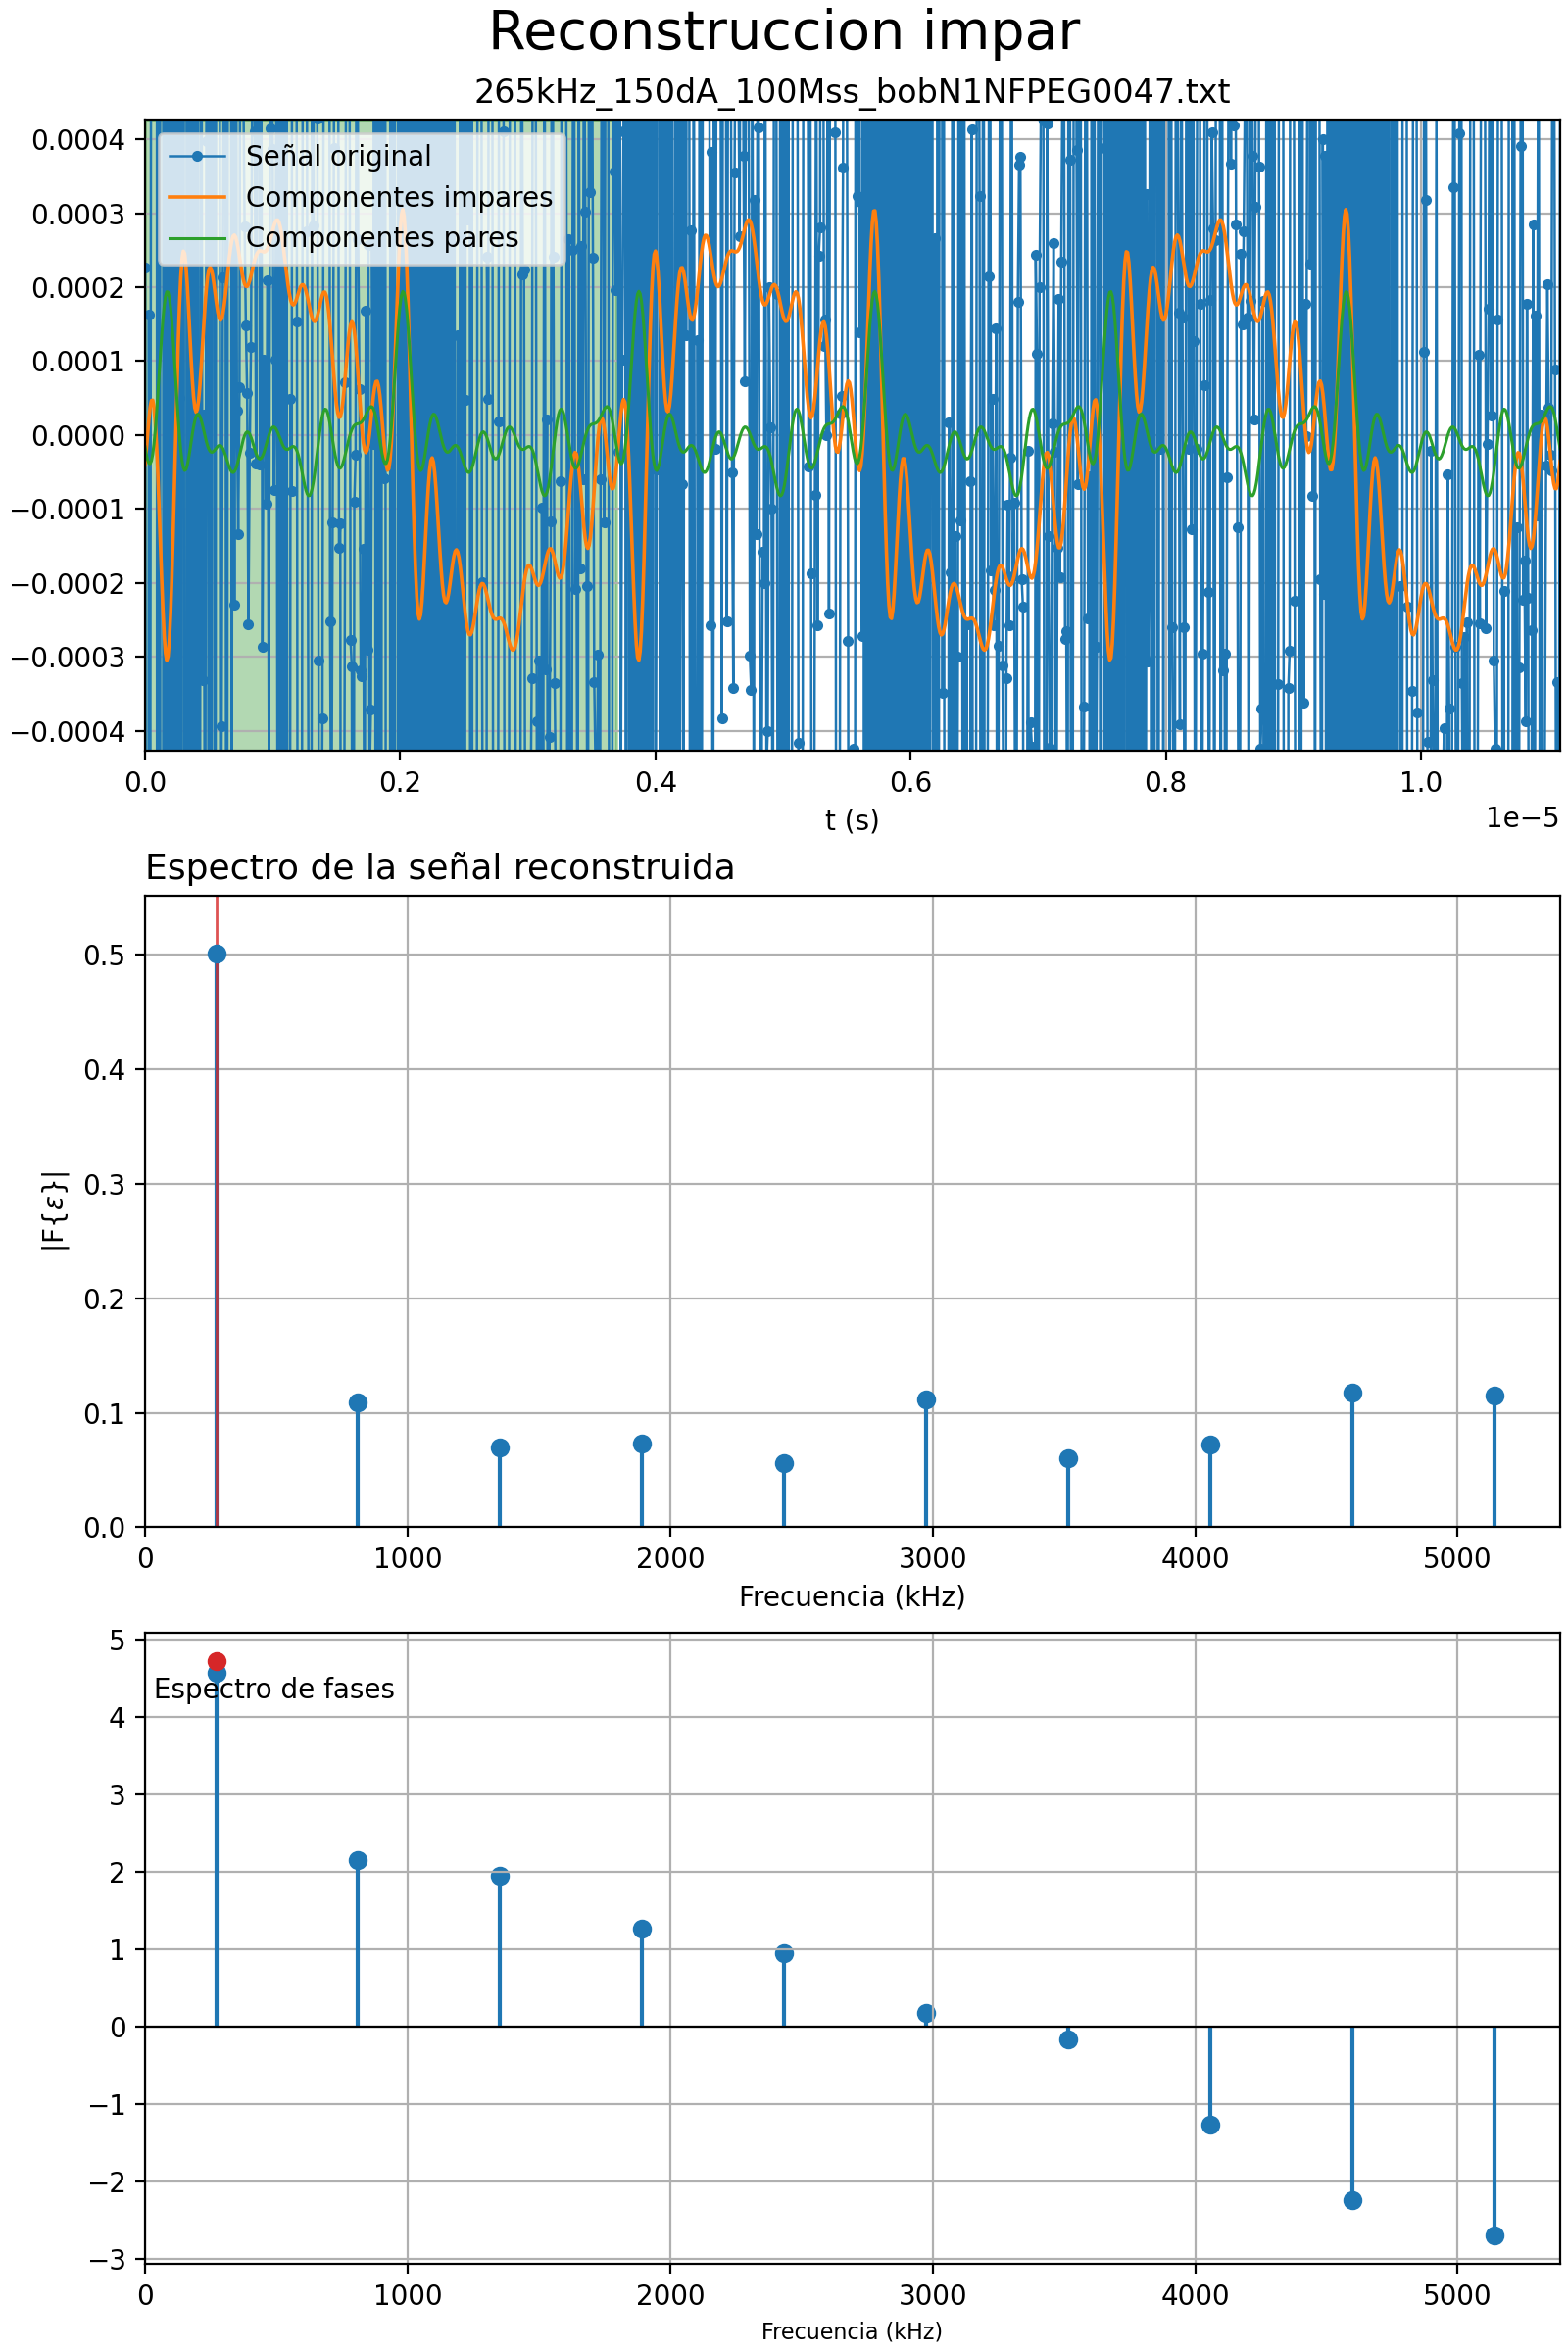 Reconstruccion impar
265kHz_150dA_100Mss_bobN1NFPEG0047.txt
Señal original
Componentes impares
Componentes pares
0.0004
0.0003
0.0002
0.0001
0.0000
−0.0001
−0.0002
−0.0003
−0.0004
0.0 0.2 0.4 0.6 0.8 1.0
t (s)
1e−5
Espectro de la señal reconstruida
0.5
0.4
0.3
0.2
0.1
0.0
|F{ε}|
0 1000 2000 3000 4000 5000
Frecuencia (kHz)
Espectro de fases
5
4
3
2
1
0
−1
−2
−3
0 1000 2000 3000 4000 5000
Frecuencia (kHz)